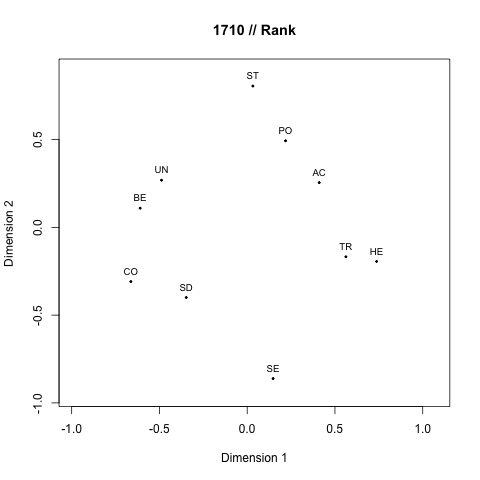 1710 // Rank
ST
PO
UN
AC
BE
TR
HE
CO
SD
SE
0.5
0.0
-0.5
-1.0
Dimension 2
-1.0 -0.5 0.0 0.5 1.0
Dimension 1